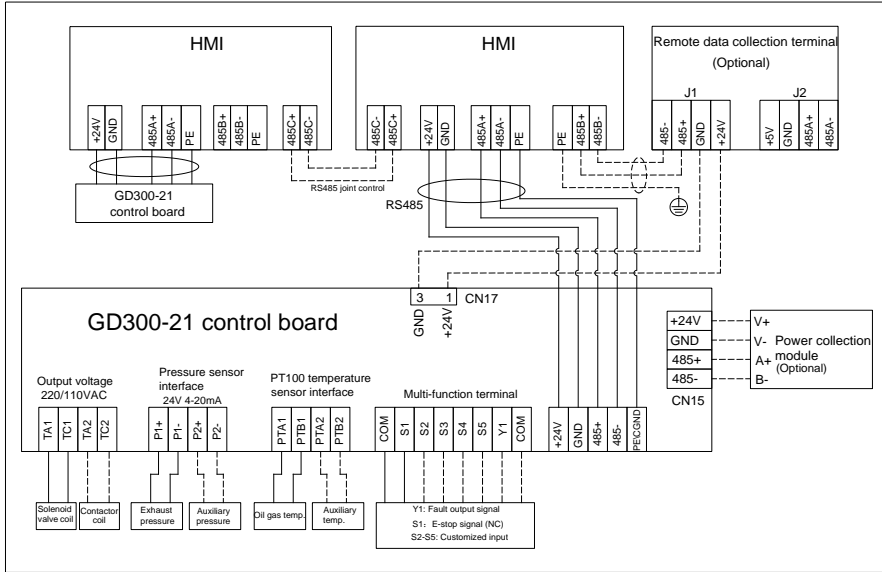 HMI
HMI
Remote data collection terminal
(Optional)
J1
J2
+24V
GND
485A+
485A-
PE
485B+
485B-
PE
485C+
485C-
485C-
485C+
+24V
GND
485A+
485A-
PE
PE
485B+
485B-
485-
485+
GND
+24V
+5V
GND
485A+
485A-
GD300-21
control board
RS485 joint control
RS485
3
1
CN17
GND
+24V
GD300-21 control board
+24V
GND
485+
485-
CN15
V+
V-
A+
B-
Power collection
module
(Optional)
Output voltage
220/110VAC
Pressure sensor
interface
24V 4-20mA
PT100 temperature
sensor interface
Multi-function terminal
TA1
TC1
TA2
TC2
P1+
P1-
P2+
P2-
PTA1
PTB1
PTA2
PTB2
COM
S1
S2
S3
S4
S5
Y1
COM
+24V
GND
485+
485-
PE\CGND
Solenoid
valve coil
Contactor
coil
Exhaust
pressure
Auxiliary
pressure
Oil gas temp.
Auxiliary
temp.
Y1: Fault output signal
S1: E-stop signal (NC)
S2-S5: Customized input